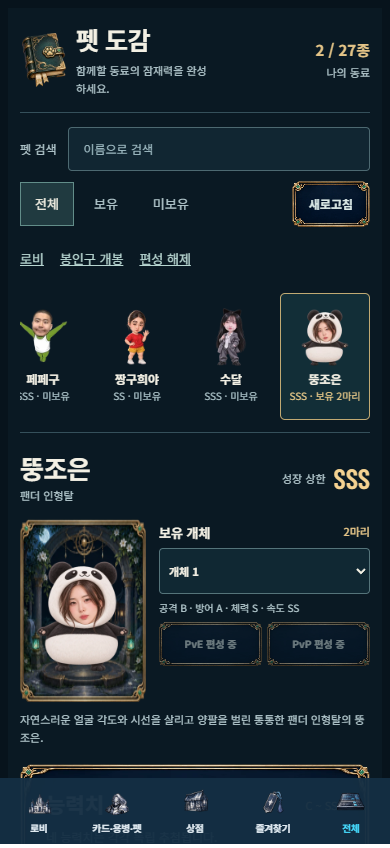 펫 도감
함께할 동료의 잠재력을 완성
하세요.
2 / 27종
나의 동료
펫 검색
이름으로 검색
전체
보유
미보유
새로고침
로비
봉인구 개봉
편성 해제
페페구
SSS · 미보유
짱구희야
SS · 미보유
수달
SSS · 미보유
뚱조은
SSS · 보유 2마리
뚱조은
팬더 인형탈
성장 상한 SSS
보유 개체
2마리
개체 1
공격 B · 방어 A · 체력 S · 속도 SS
PvE 편성 중
PvP 편성 중
자연스러운 얼굴 각도와 시선을 살리고 양팔을 벌린 통통한 팬더 인형탈의 뚱
조은.
능력치
로비
카드·용병·펫
상점
즐겨찾기
전체